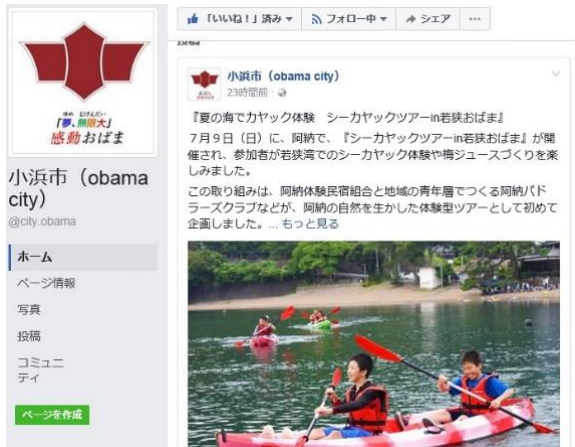 「いいね！」済み
フォロー中
シェア
ゆめ むげんだい
「夢、無限大」
感動おばま
小浜市（obama
city）
@city.obama
ホーム
ページ情報
写真
投稿
コミュニ
ティ
ページを作成
投稿
小浜市（obama city）
23時間前
『夏の海でカヤック体験　シーカヤックツアーin若狭おばま』
７月９日（日）に、阿納で、『シーカヤックツアーin若狭おばま』が開
催され、参加者が若狭湾でのシーカヤック体験や梅ジュースづくりを楽
しみました。
この取り組みは、阿納体験民宿組合と地域の青年層でつくる阿納パド
ラーズクラブなどが、阿納の自然を生かした体験型ツアーとして初めて
企画しました。... もっと見る